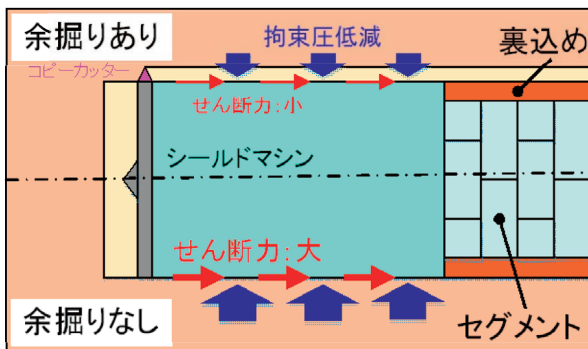 余掘りあり
拘束圧低減
裏込め
コピーカッター
せん断力:小
シールドマシン
せん断力:大
余掘りなし
セグメント